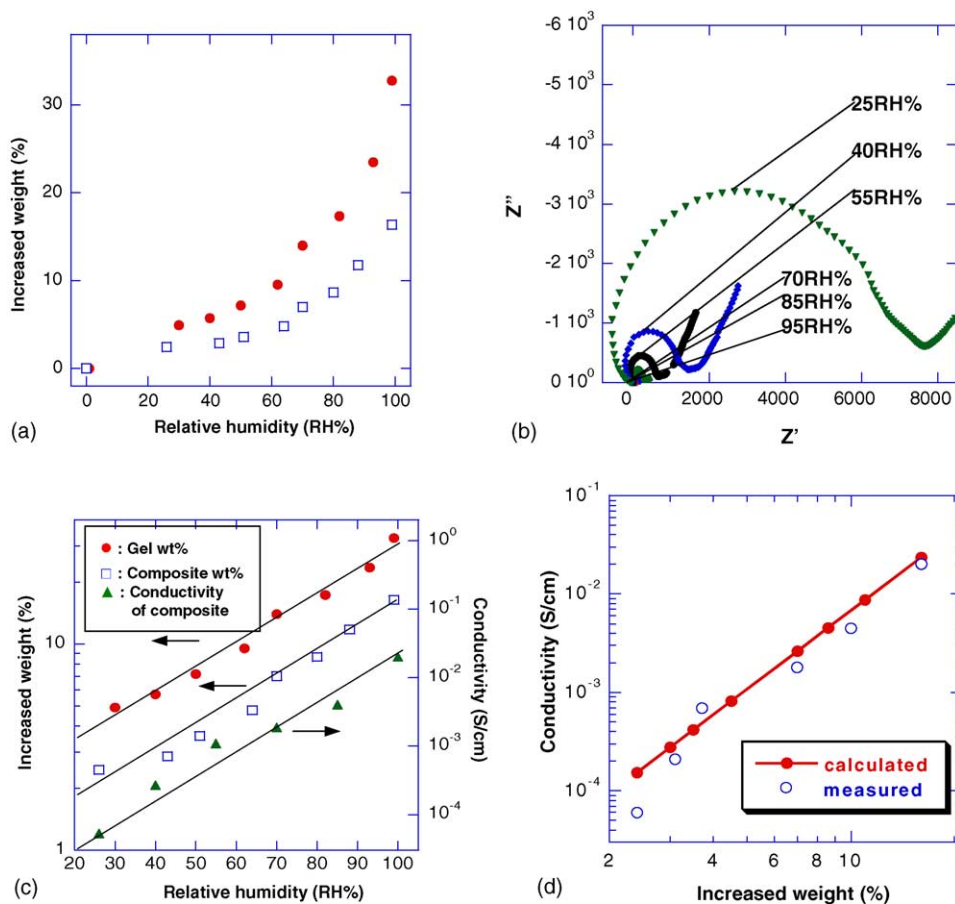 Increased weight (%)
30
20
10
0
0
20
40
60
80
100
Relative humidity (RH%)
(a)
-6 10³
-5 10³
-4 10³
-3 10³
-2 10³
-1 10³
0 10⁰
Z''
25RH%
40RH%
55RH%
70RH%
85RH%
95RH%
0
2000
4000
6000
8000
Z'
(b)
: Gel wt%
: Composite wt%
: Conductivity
of composite
Increased weight (%)
10
1
10⁰
10⁻¹
10⁻²
10⁻³
10⁻⁴
Conductivity (S/cm)
20
30
40
50
60
70
80
90
100
Relative humidity (RH%)
(c)
Conductivity (S/cm)
10⁻¹
10⁻²
10⁻³
10⁻⁴
calculated
measured
2
4
6
8
10
Increased weight (%)
(d)